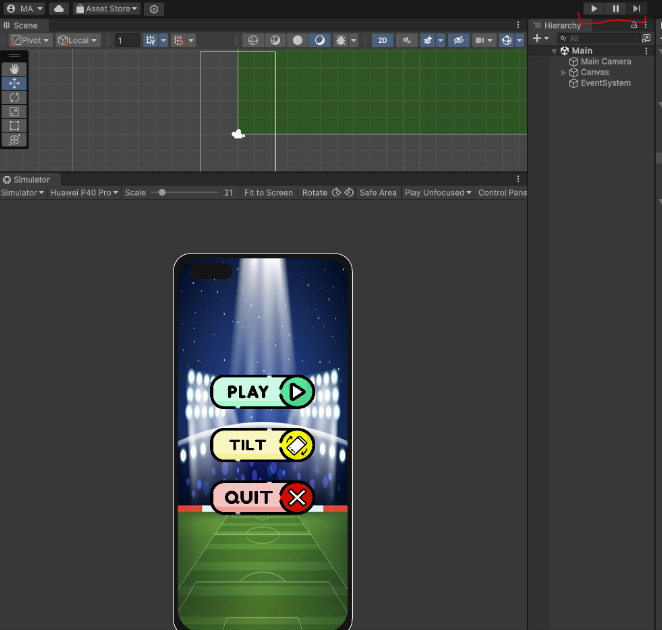 MA Asset Store
Scene
Hierarchy
Pivot Local 1 2D
All
Main
Main Camera
Canvas
EventSystem
Simulator
Simulator Huawei P40 Pro Scale 21 Fit to Screen Rotate Safe Area Play Unfocused Control Pane
PLAY
TILT
QUIT